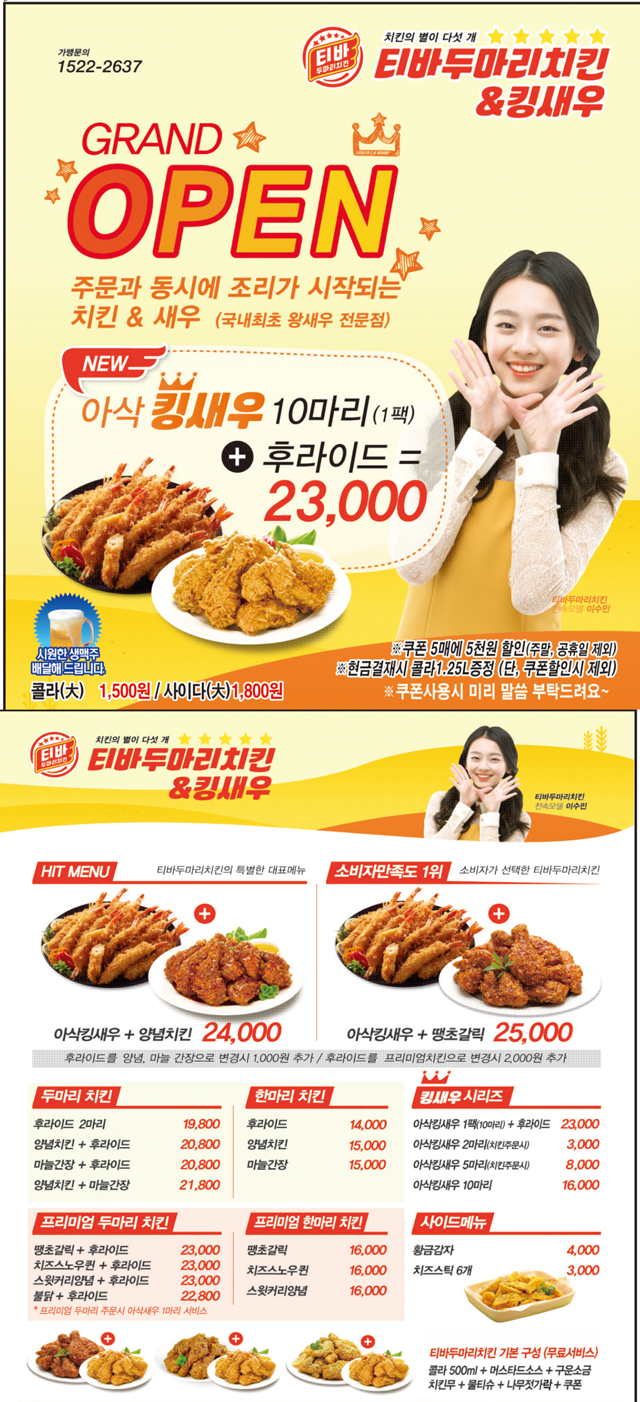 가맹문의
1522-2637
티바
두마리치킨
치킨의 별이 다섯 개
티바두마리치킨
&킹새우
GRAND
OPEN
주문과 동시에 조리가 시작되는
치킨 & 새우 (국내최초 왕새우 전문점)
NEW
아삭 킹새우 10마리(1팩)
+ 후라이드 =
23,000
티바두마리치킨
전속모델 이수민
시원한 생맥주
배달해 드립니다.
※쿠폰 5매에 5천원 할인(주말, 공휴일 제외)
※현금결재시 콜라1.25L증정 (단, 쿠폰할인시 제외)
콜라(大) 1,500원 / 사이다(大)1,800원
※쿠폰사용시 미리 말씀 부탁드려요~
티바
두마리치킨
치킨의 별이 다섯 개
티바두마리치킨
&킹새우
티바두마리치킨
전속모델 이수민
HIT MENU 티바두마리치킨의 특별한 대표메뉴
소비자만족도 1위 소비자가 선택한 티바두마리치킨
+
+
아삭킹새우 + 양념치킨 24,000
아삭킹새우 + 땡초갈릭 25,000
후라이드를 양념, 마늘 간장으로 변경시 1,000원 추가 / 후라이드를 프리미엄치킨으로 변경시 2,000원 추가
두마리 치킨
후라이드 2마리 19,800
양념치킨 + 후라이드 20,800
마늘간장 + 후라이드 20,800
양념치킨 + 마늘간장 21,800
한마리 치킨
후라이드 14,000
양념치킨 15,000
마늘간장 15,000
킹새우 시리즈
아삭킹새우 1팩(10마리) + 후라이드 23,000
아삭킹새우 2마리(치킨주문시) 3,000
아삭킹새우 5마리(치킨주문시) 8,000
아삭킹새우 10마리 16,000
프리미엄 두마리 치킨
땡초갈릭 + 후라이드 23,000
치즈스노우퀸 + 후라이드 23,000
스윗커리양념 + 후라이드 23,000
불닭 + 후라이드 22,800
* 프리미엄 두마리 주문시 아삭새우 1마리 서비스
프리미엄 한마리 치킨
땡초갈릭 16,000
치즈스노우퀸 16,000
스윗커리양념 16,000
사이드메뉴
황금감자 4,000
치즈스틱 6개 3,000
+
+
+
티바두마리치킨 기본 구성 (무료서비스)
콜라 500ml + 머스타드소스 + 구운소금
치킨무 + 물티슈 + 나무젓가락 + 쿠폰